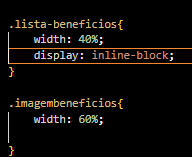 .lista-beneficios{
width: 40%;
display: inline-block;
}
.imagembeneficios{
width: 60%;
}